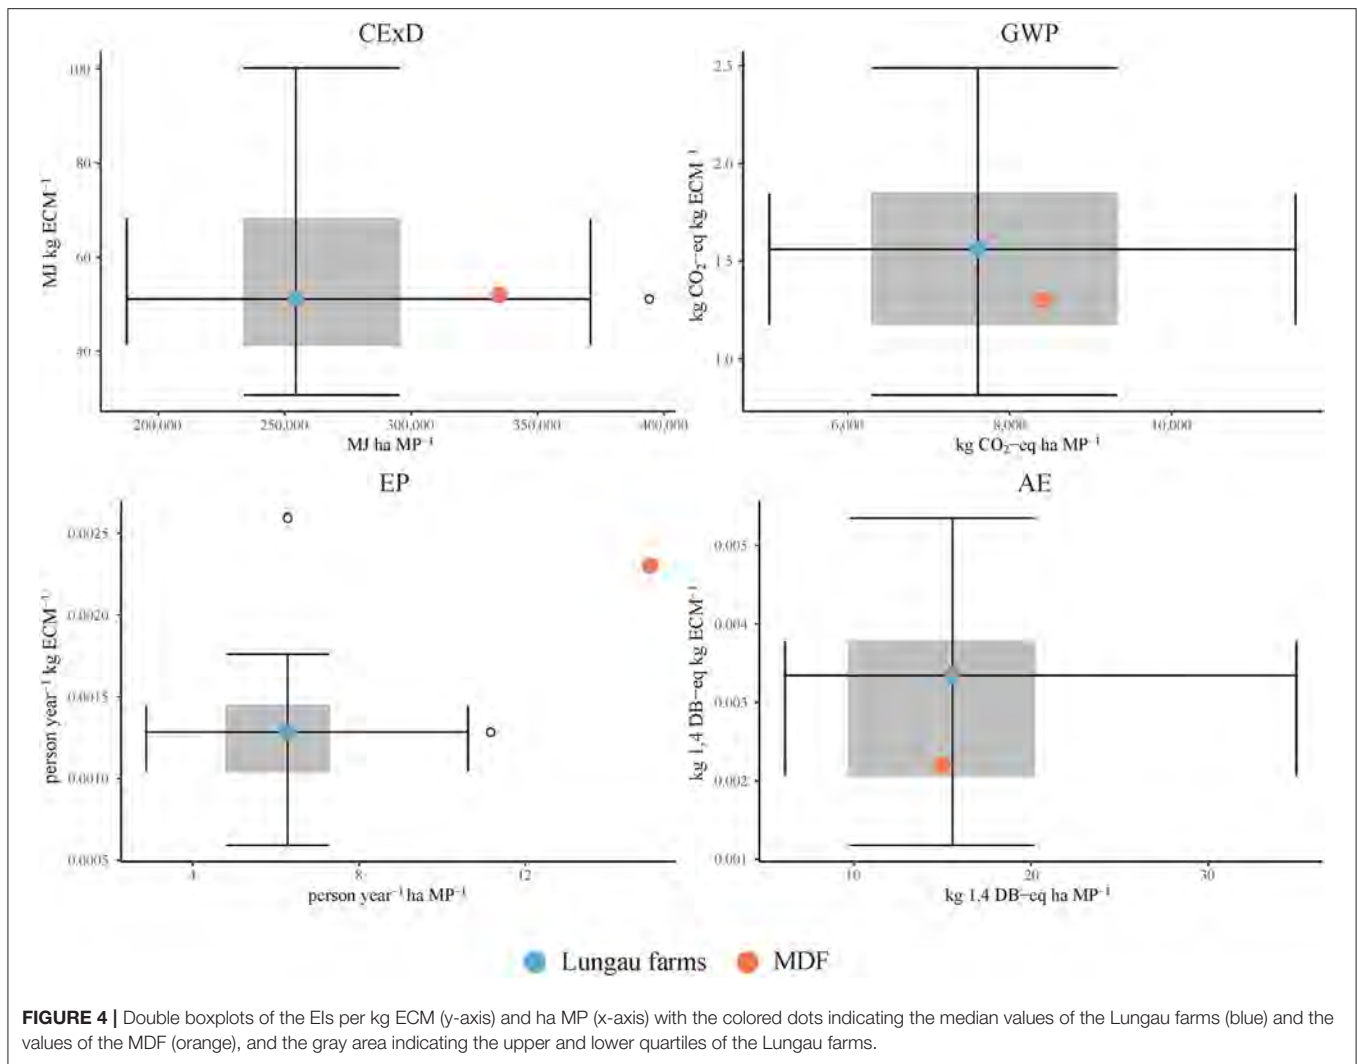 CExD
100
80
60
40
MJ kg ECM⁻¹
200,000 250,000 300,000 350,000 400,000
MJ ha MP⁻¹
GWP
2.5
2.0
1.5
1.0
kg CO₂−eq kg ECM⁻¹
6,000 8,000 10,000
kg CO₂−eq ha MP⁻¹
EP
0.0025
0.0020
0.0015
0.0010
0.0005
person year⁻¹ kg ECM⁻¹
4 8 12
person year⁻¹ ha MP⁻¹
AE
0.005
0.004
0.003
0.002
0.001
kg 1,4 DB−eq kg ECM⁻¹
10 20 30
kg 1,4 DB−eq ha MP⁻¹
Lungau farms MDF
FIGURE 4 | Double boxplots of the EIs per kg ECM (y-axis) and ha MP (x-axis) with the colored dots indicating the median values of the Lungau farms (blue) and the
values of the MDF (orange), and the gray area indicating the upper and lower quartiles of the Lungau farms.